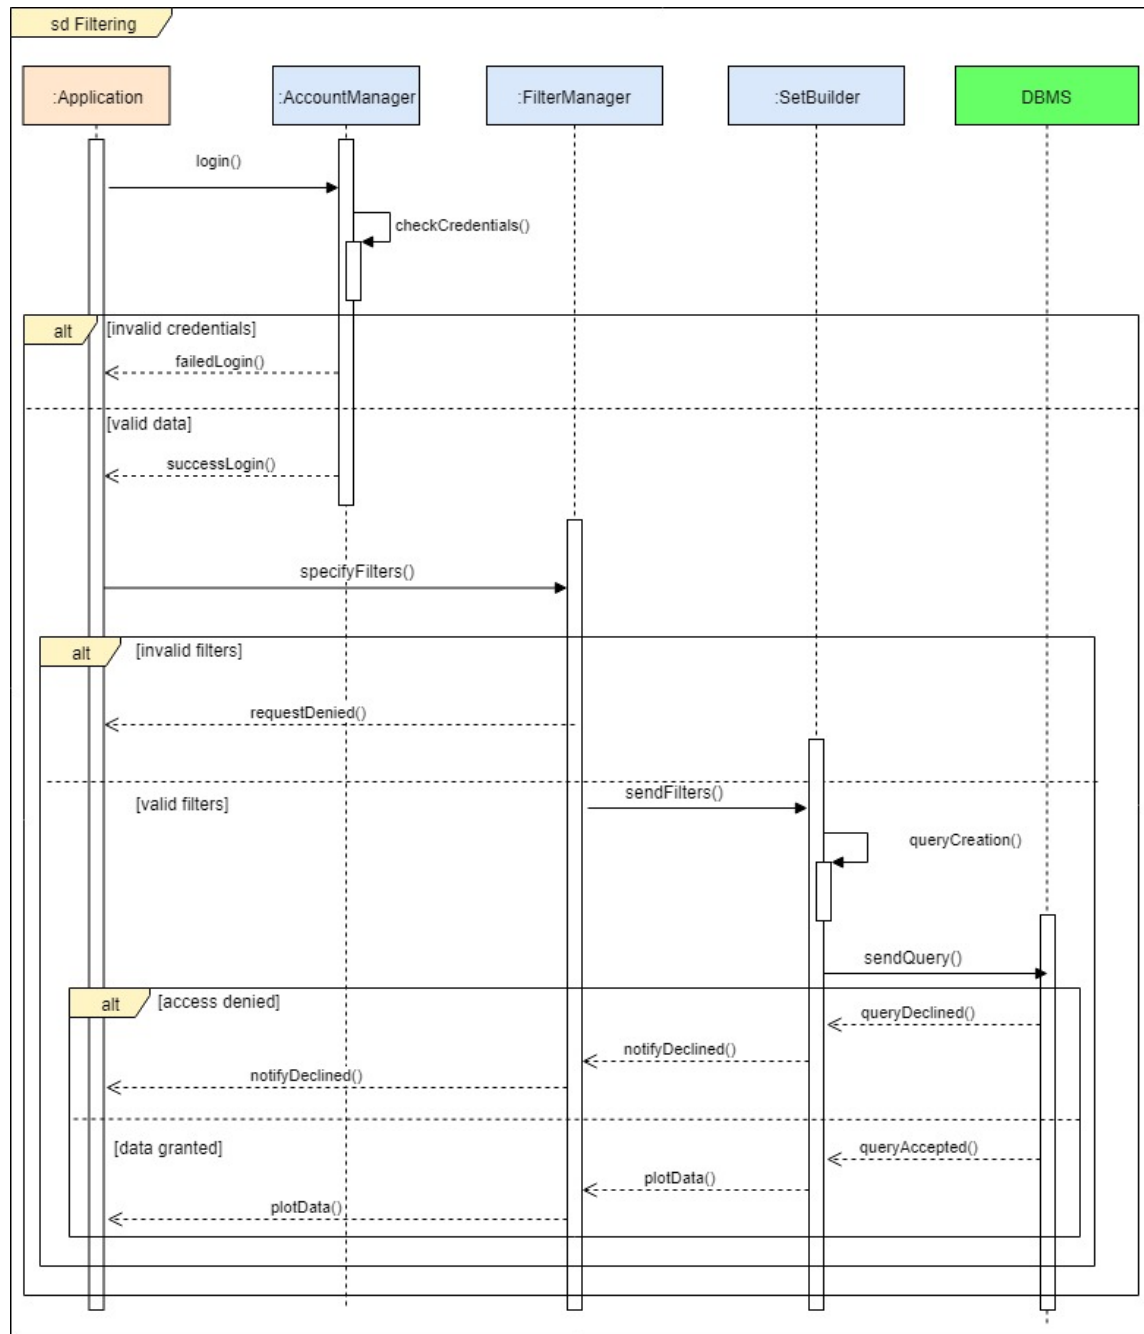 sd Filtering
:Application
:AccountManager
:FilterManager
:SetBuilder
DBMS
login()
checkCredentials()
alt
[invalid credentials]
failedLogin()
[valid data]
successLogin()
specifyFilters()
alt
[invalid filters]
requestDenied()
sendFilters()
[valid filters]
queryCreation()
sendQuery()
alt
[access denied]
queryDeclined()
notifyDeclined()
notifyDeclined()
[data granted]
queryAccepted()
plotData()
plotData()